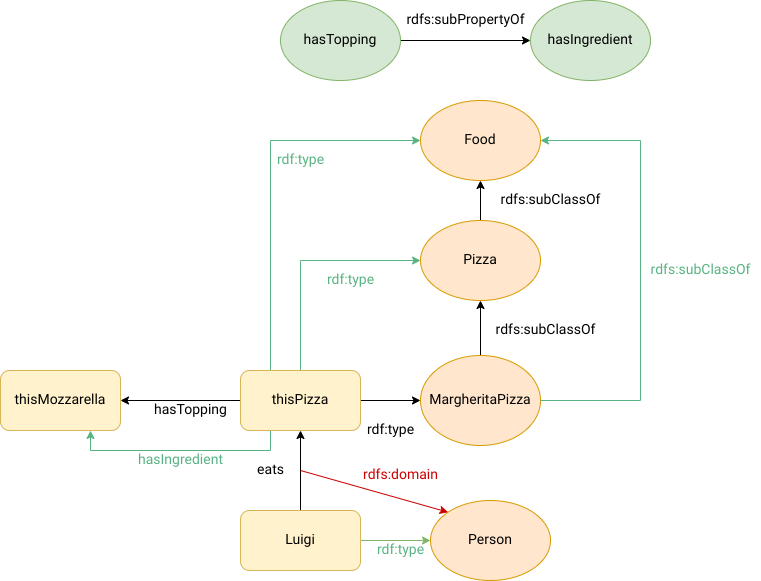 rdfs:subPropertyOf
hasTopping
hasIngredient
Food
rdf:type
rdfs:subClassOf
Pizza
rdfs:subClassOf
rdf:type
rdfs:subClassOf
thisMozzarella
thisPizza
MargheritaPizza
hasTopping
rdf:type
hasIngredient
eats
rdfs:domain
Luigi
Person
rdf:type